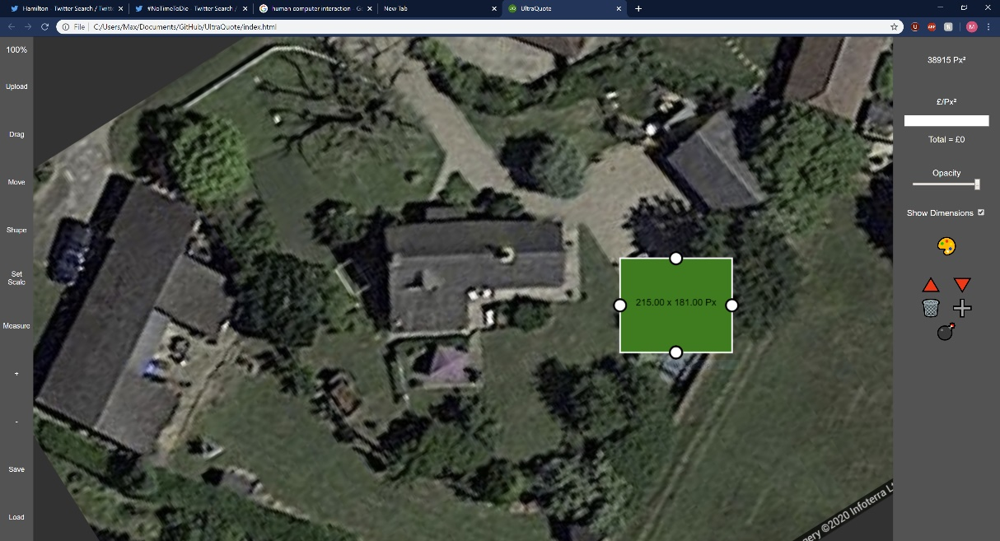 Hamilton - Twitter Search / Twitt
#NoTimeToDie - Twitter Search /
human computer interaction - G
New Tab
UltraQuote
File
C:/Users/Max/Documents/GitHub/UltraQuote/index.html
M
100%
Upload
Drag
Move
Shape
Set
Scale
Measure
+
-
Save
Load
215.00 x 181.00 Px
38915 Px²
£/Px²
Total = £0
Opacity
Show Dimensions
gery ©2020 Infoterra L